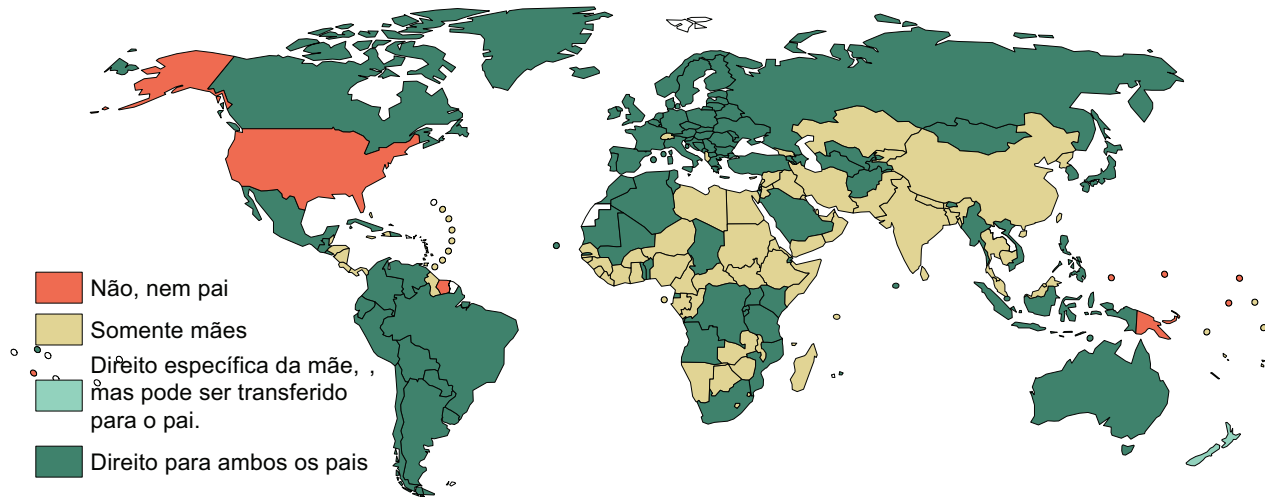 Não, nem pai
Somente mães
Direito específica da mãe, ,
mas pode ser transferido
para o pai.
Direito para ambos os pais